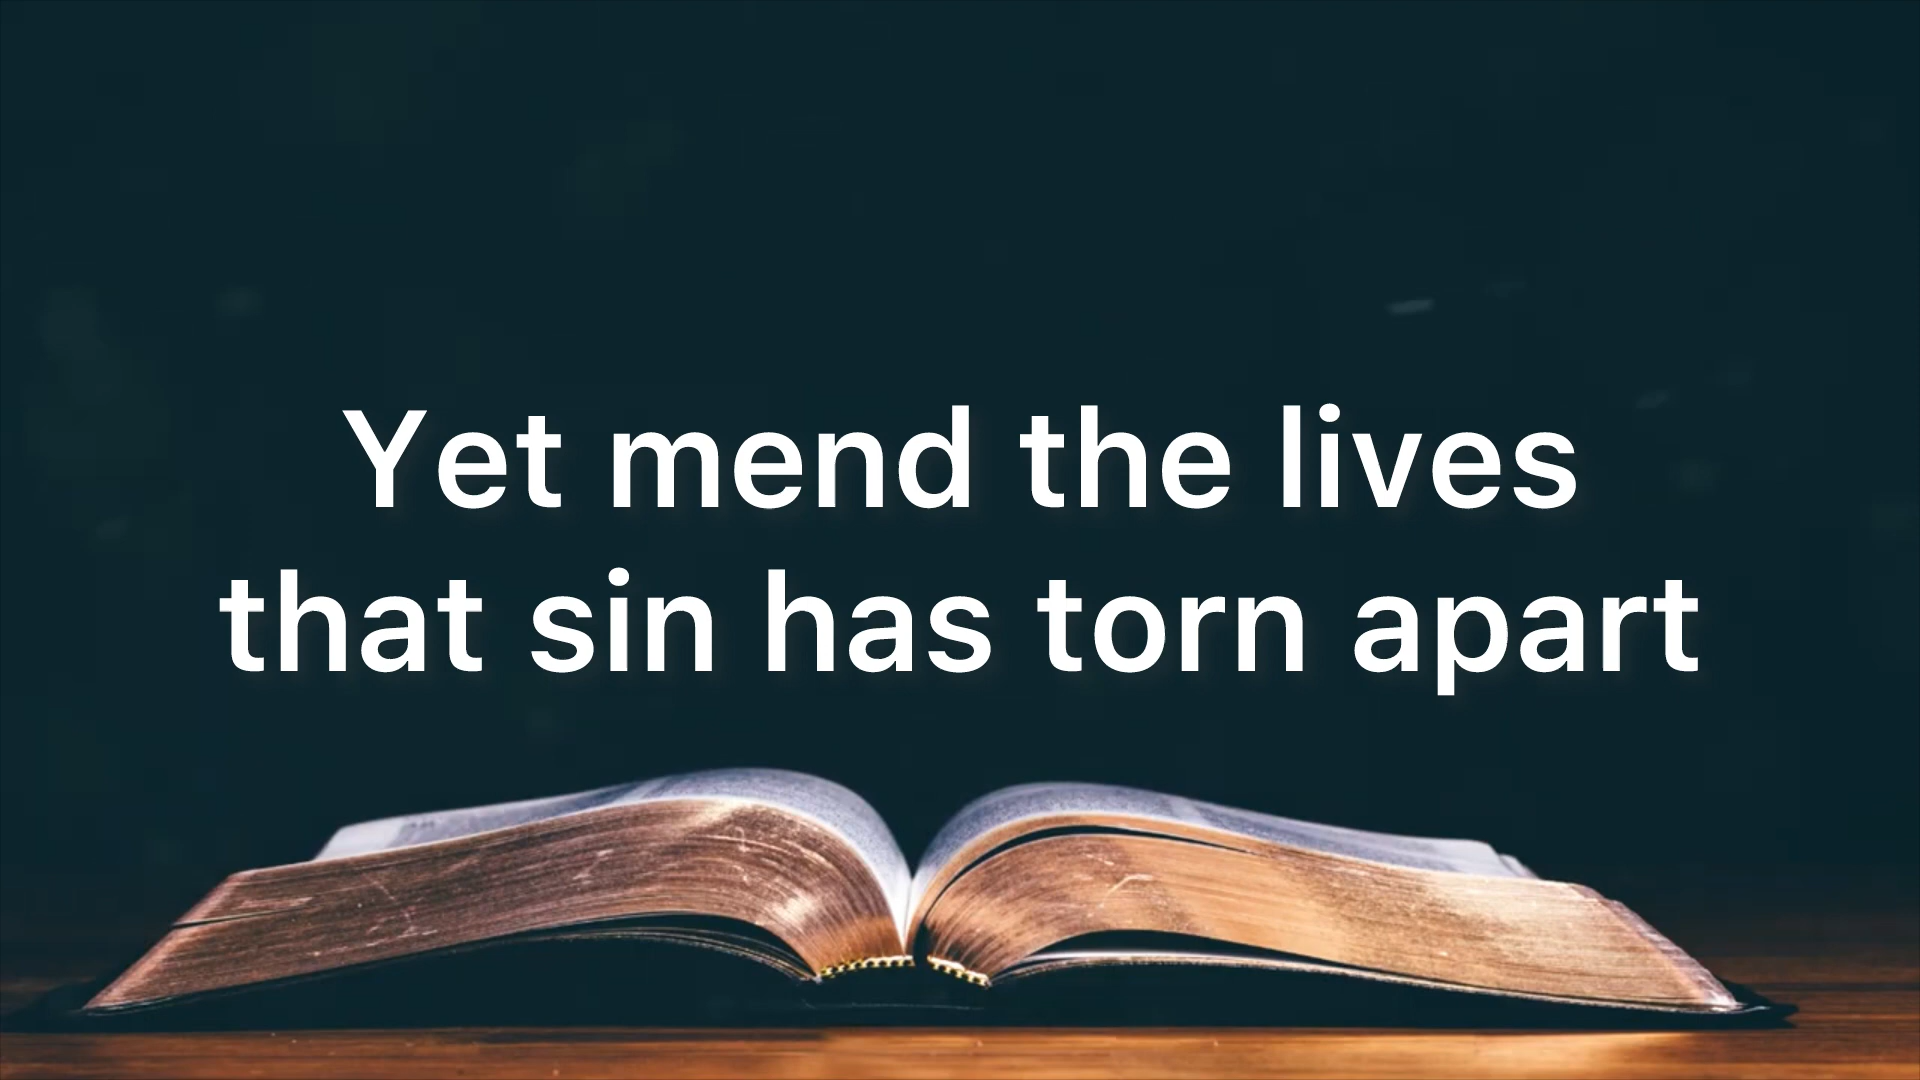 Yet mend the lives
that sin has torn apart